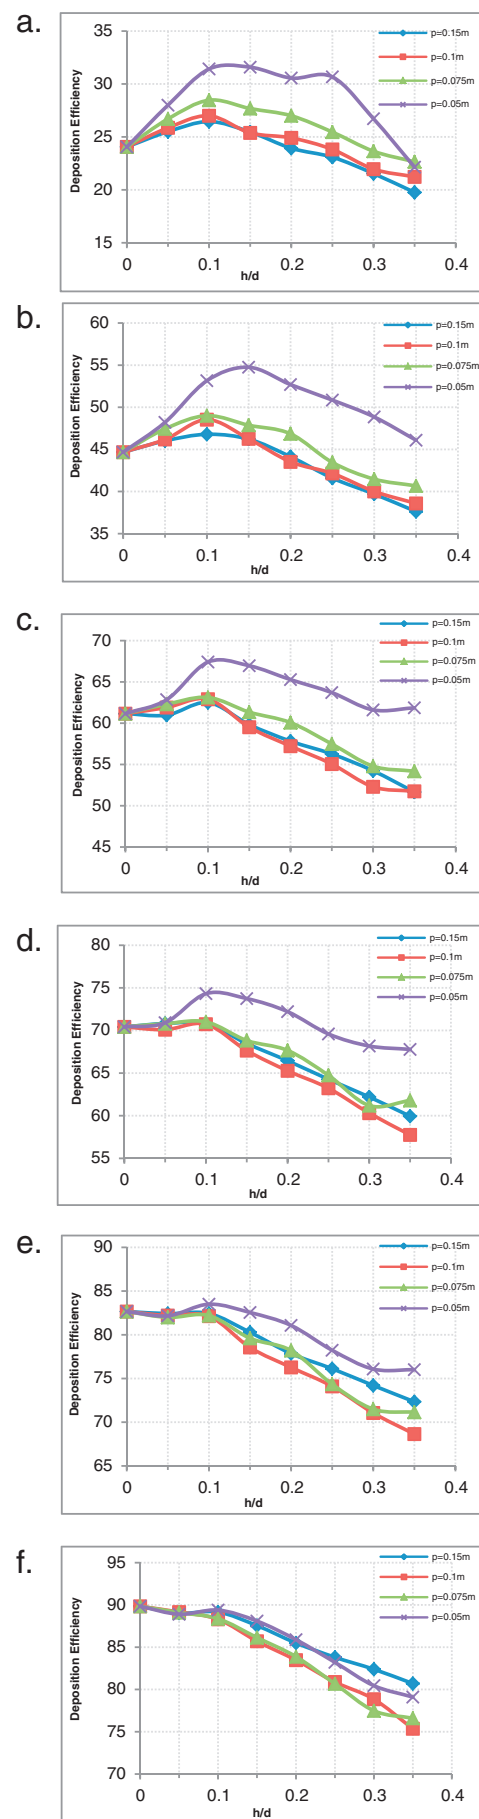 a.
p=0.15m
p=0.1m
p=0.075m
p=0.05m
35
30
25
20
15
Deposition Efficiency
0
0.1
0.2
0.3
0.4
h/d
b.
p=0.15m
p=0.1m
p=0.075m
p=0.05m
60
55
50
45
40
35
Deposition Efficiency
0
0.1
0.2
0.3
0.4
h/d
c.
p=0.15m
p=0.1m
p=0.075m
p=0.05m
70
65
60
55
50
45
Deposition Efficiency
0
0.1
0.2
0.3
0.4
h/d
d.
p=0.15m
p=0.1m
p=0.075m
p=0.05m
80
75
70
65
60
55
Deposition Efficiency
0
0.1
0.2
0.3
0.4
h/d
e.
p=0.15m
p=0.1m
p=0.075m
p=0.05m
90
85
80
75
70
65
Deposition Efficiency
0
0.1
0.2
0.3
0.4
h/d
f.
p=0.15m
p=0.1m
p=0.075m
p=0.05m
95
90
85
80
75
70
Deposition Efficiency
0
0.1
0.2
0.3
0.4
h/d